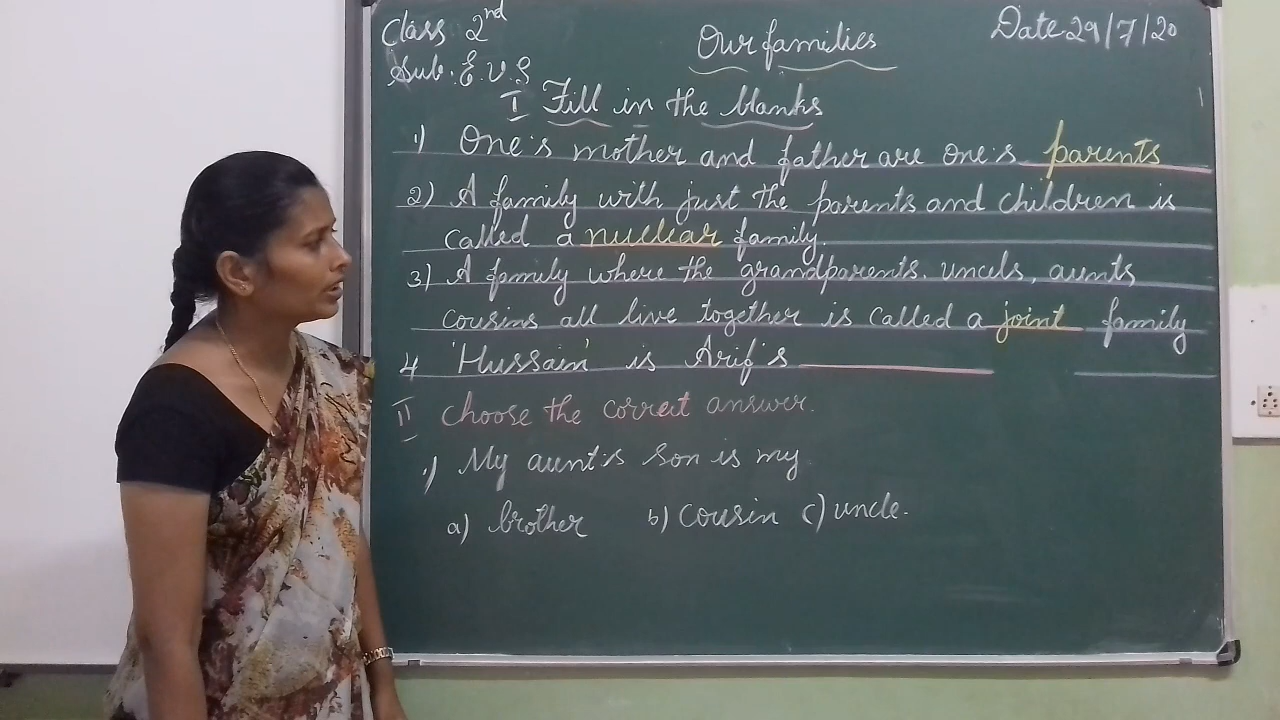 Class 2nd
Our families
Date 29/7/20
Sub. E.V.S
I Fill in the blanks
1) One's mother and father are one's parents
2) A family with just the parents and children is
called a nuclear family.
3) A family where the grandparents. uncels, aunts
cousins all live together is called a joint family
4 'Hussain' is Arif's
II choose the correct answer.
1) My aunt's son is my
a) brother b) cousin c) uncle.